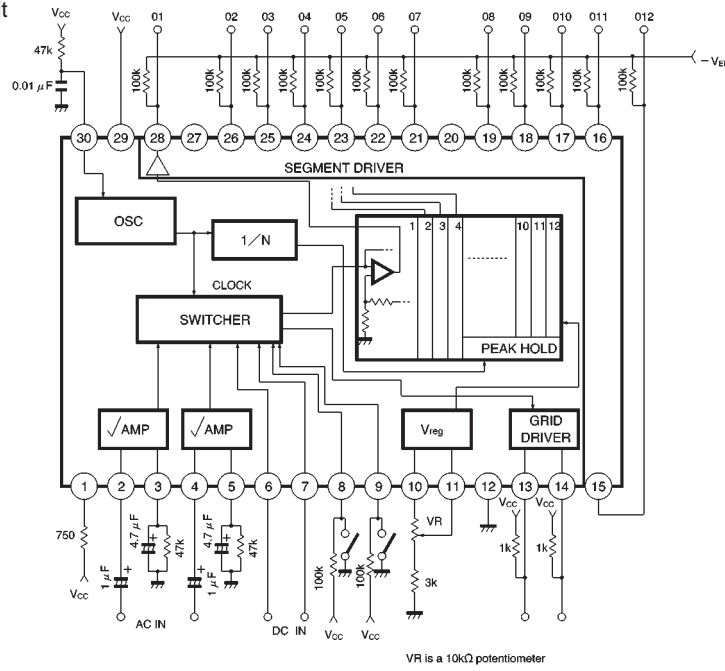 it
VCC VCC 01 02 03 04 05 06 07 08 09 010 011 012
47k
0.01 μF
100k 100k 100k 100k 100k 100k 100k 100k 100k 100k 100k 100k
30 29 28 27 26 25 24 23 22 21 20 19 18 17 16
SEGMENT DRIVER
OSC
1/N
CLOCK
SWITCHER
1 2 3 4 10 11 12
PEAK HOLD
√AMP √AMP Vreg GRID DRIVER
1 2 3 4 5 6 7 8 9 10 11 12 13 14 15
750
VCC
1 μF
4.7 μF
47k
1 μF
4.7 μF
47k
AC IN
DC IN
100k
VCC
100k
VCC
VR
3k
VCC
1k
VCC
1k
VR is a 10kΩ potentiometer